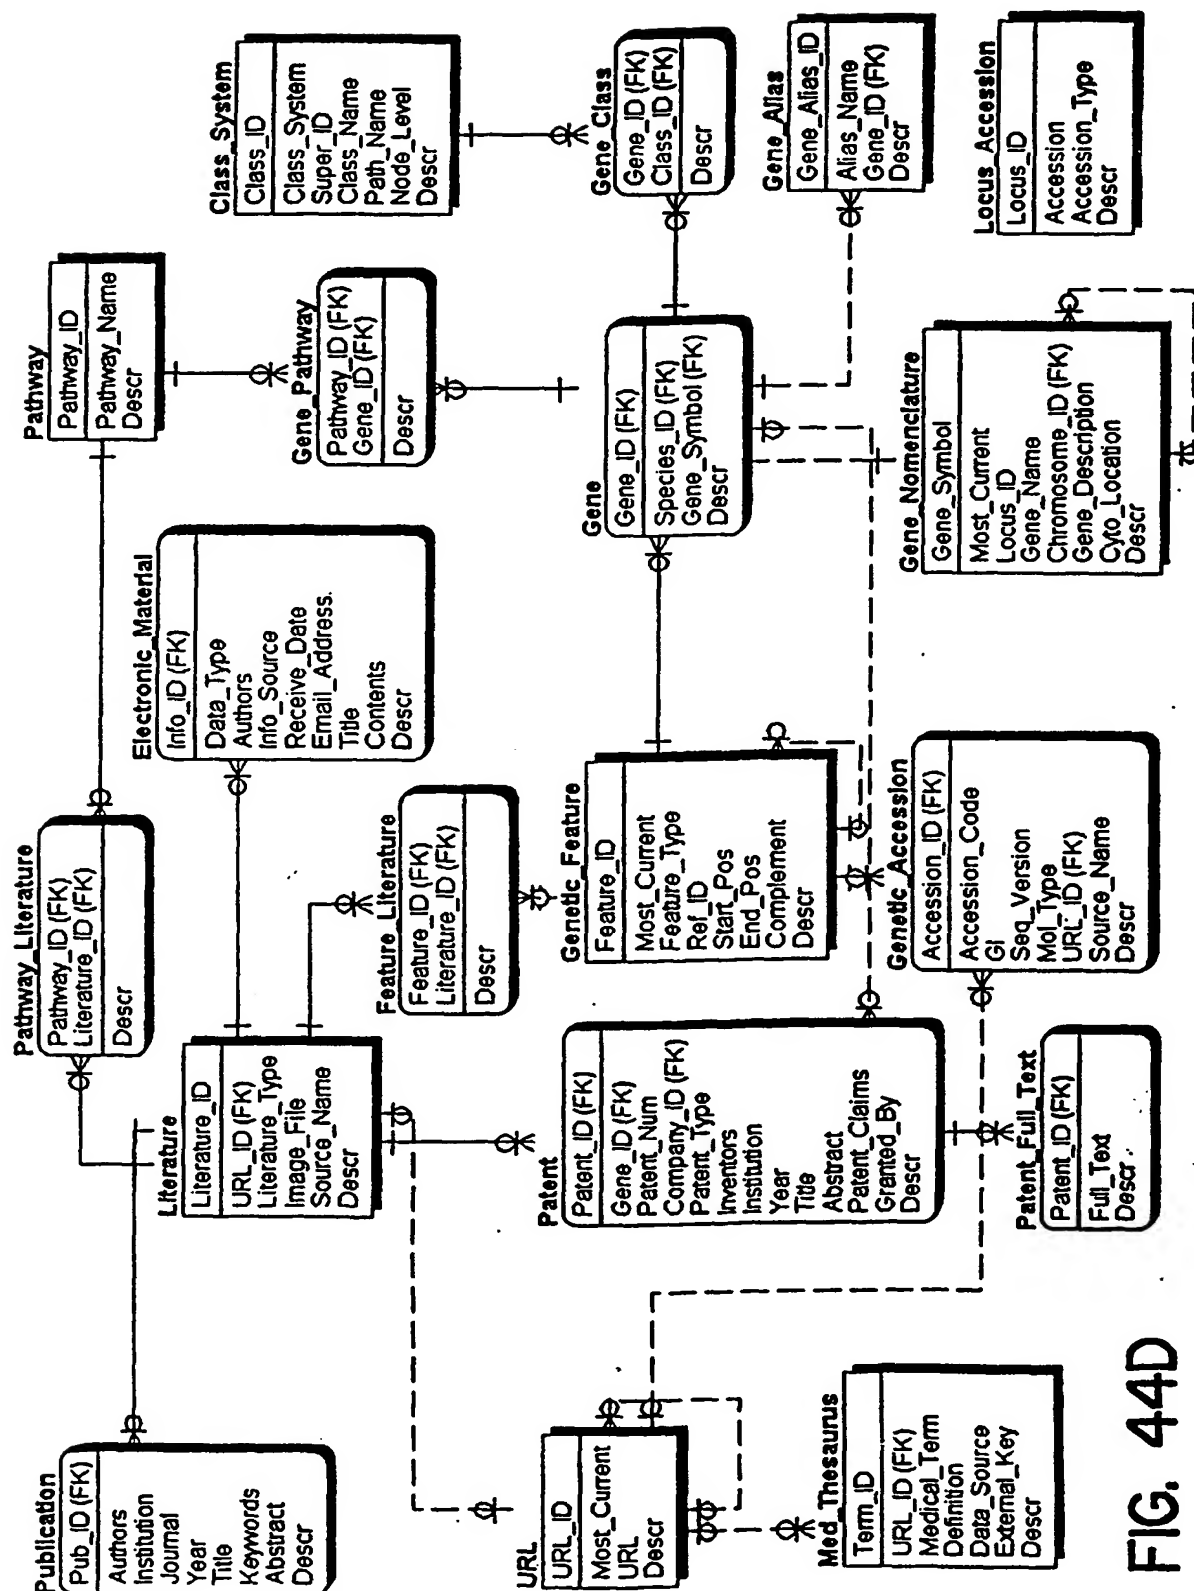 Publication
Pub_ID (FK)
Authors
Institution
Journal
Year
Title
Keywords
Abstract
Descr
Pathway_Literature
Pathway_ID (FK)
Literature_ID (FK)
Descr
Pathway
Pathway_ID
Pathway_Name
Descr
Class_System
Class_ID
Class_System
Super_ID
Class_Name
Path_Name
Node_Level
Descr
Literature
Literature_ID
URL_ID (FK)
Literature_Type
Image_File
Source_Name
Descr
Electronic_Material
Info_ID (FK)
Data_Type
Authors
Info_Source
Receive_Date
Email_Address.
Title
Contents
Descr
Gene_Pathway
Pathway_ID (FK)
Gene_ID (FK)
Descr
Feature_Literature
Feature_ID (FK)
Literature_ID (FK)
Descr
Gene_Class
Gene_ID (FK)
Class_ID (FK)
Descr
URL
URL_ID
Most_Current
URL
Descr
Patent
Patent_ID (FK)
Gene_ID (FK)
Patent_Num
Company_ID (FK)
Patent_Type
Inventors
Institution
Year
Title
Abstract
Patent_Claims
Granted_By
Descr
Genetic_Feature
Feature_ID
Most_Current
Feature_Type
Ref_ID
Start_Pos
End_Pos
Complement
Descr
Gene
Gene_ID (FK)
Species_ID (FK)
Gene_Symbol (FK)
Descr
Gene_Alias
Gene_Alias_ID
Alias_Name
Gene_ID (FK)
Descr
Med_Thesaurus
Term_ID
URL_ID (FK)
Medical_Term
Definition
Data_Source
External_Key
Descr
Patent_Full_Text
Patent_ID (FK)
Full_Text
Descr.
Genetic_Accession
Accession_ID (FK)
Accession_Code
GI
Seq_Version
Mol_Type
URL_ID (FK)
Source_Name
Descr
Gene_Nomenclature
Gene_Symbol
Most_Current
Locus_ID
Gene_Name
Chromosome_ID (FK)
Gene_Description
Cyto_Location
Descr
Locus_Accession
Locus_ID
Accession
Accession_Type
Descr
FIG. 44D